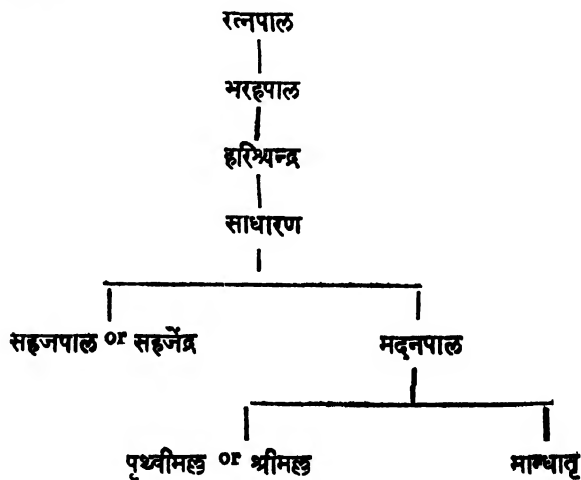 रत्नपाल
भरहपाल
हरिश्चन्द्र
साधारण
सहजपाल or सहजेंद्र मदनपाल
पृथ्वीमल्ल or श्रीमल्ल मान्धातृ